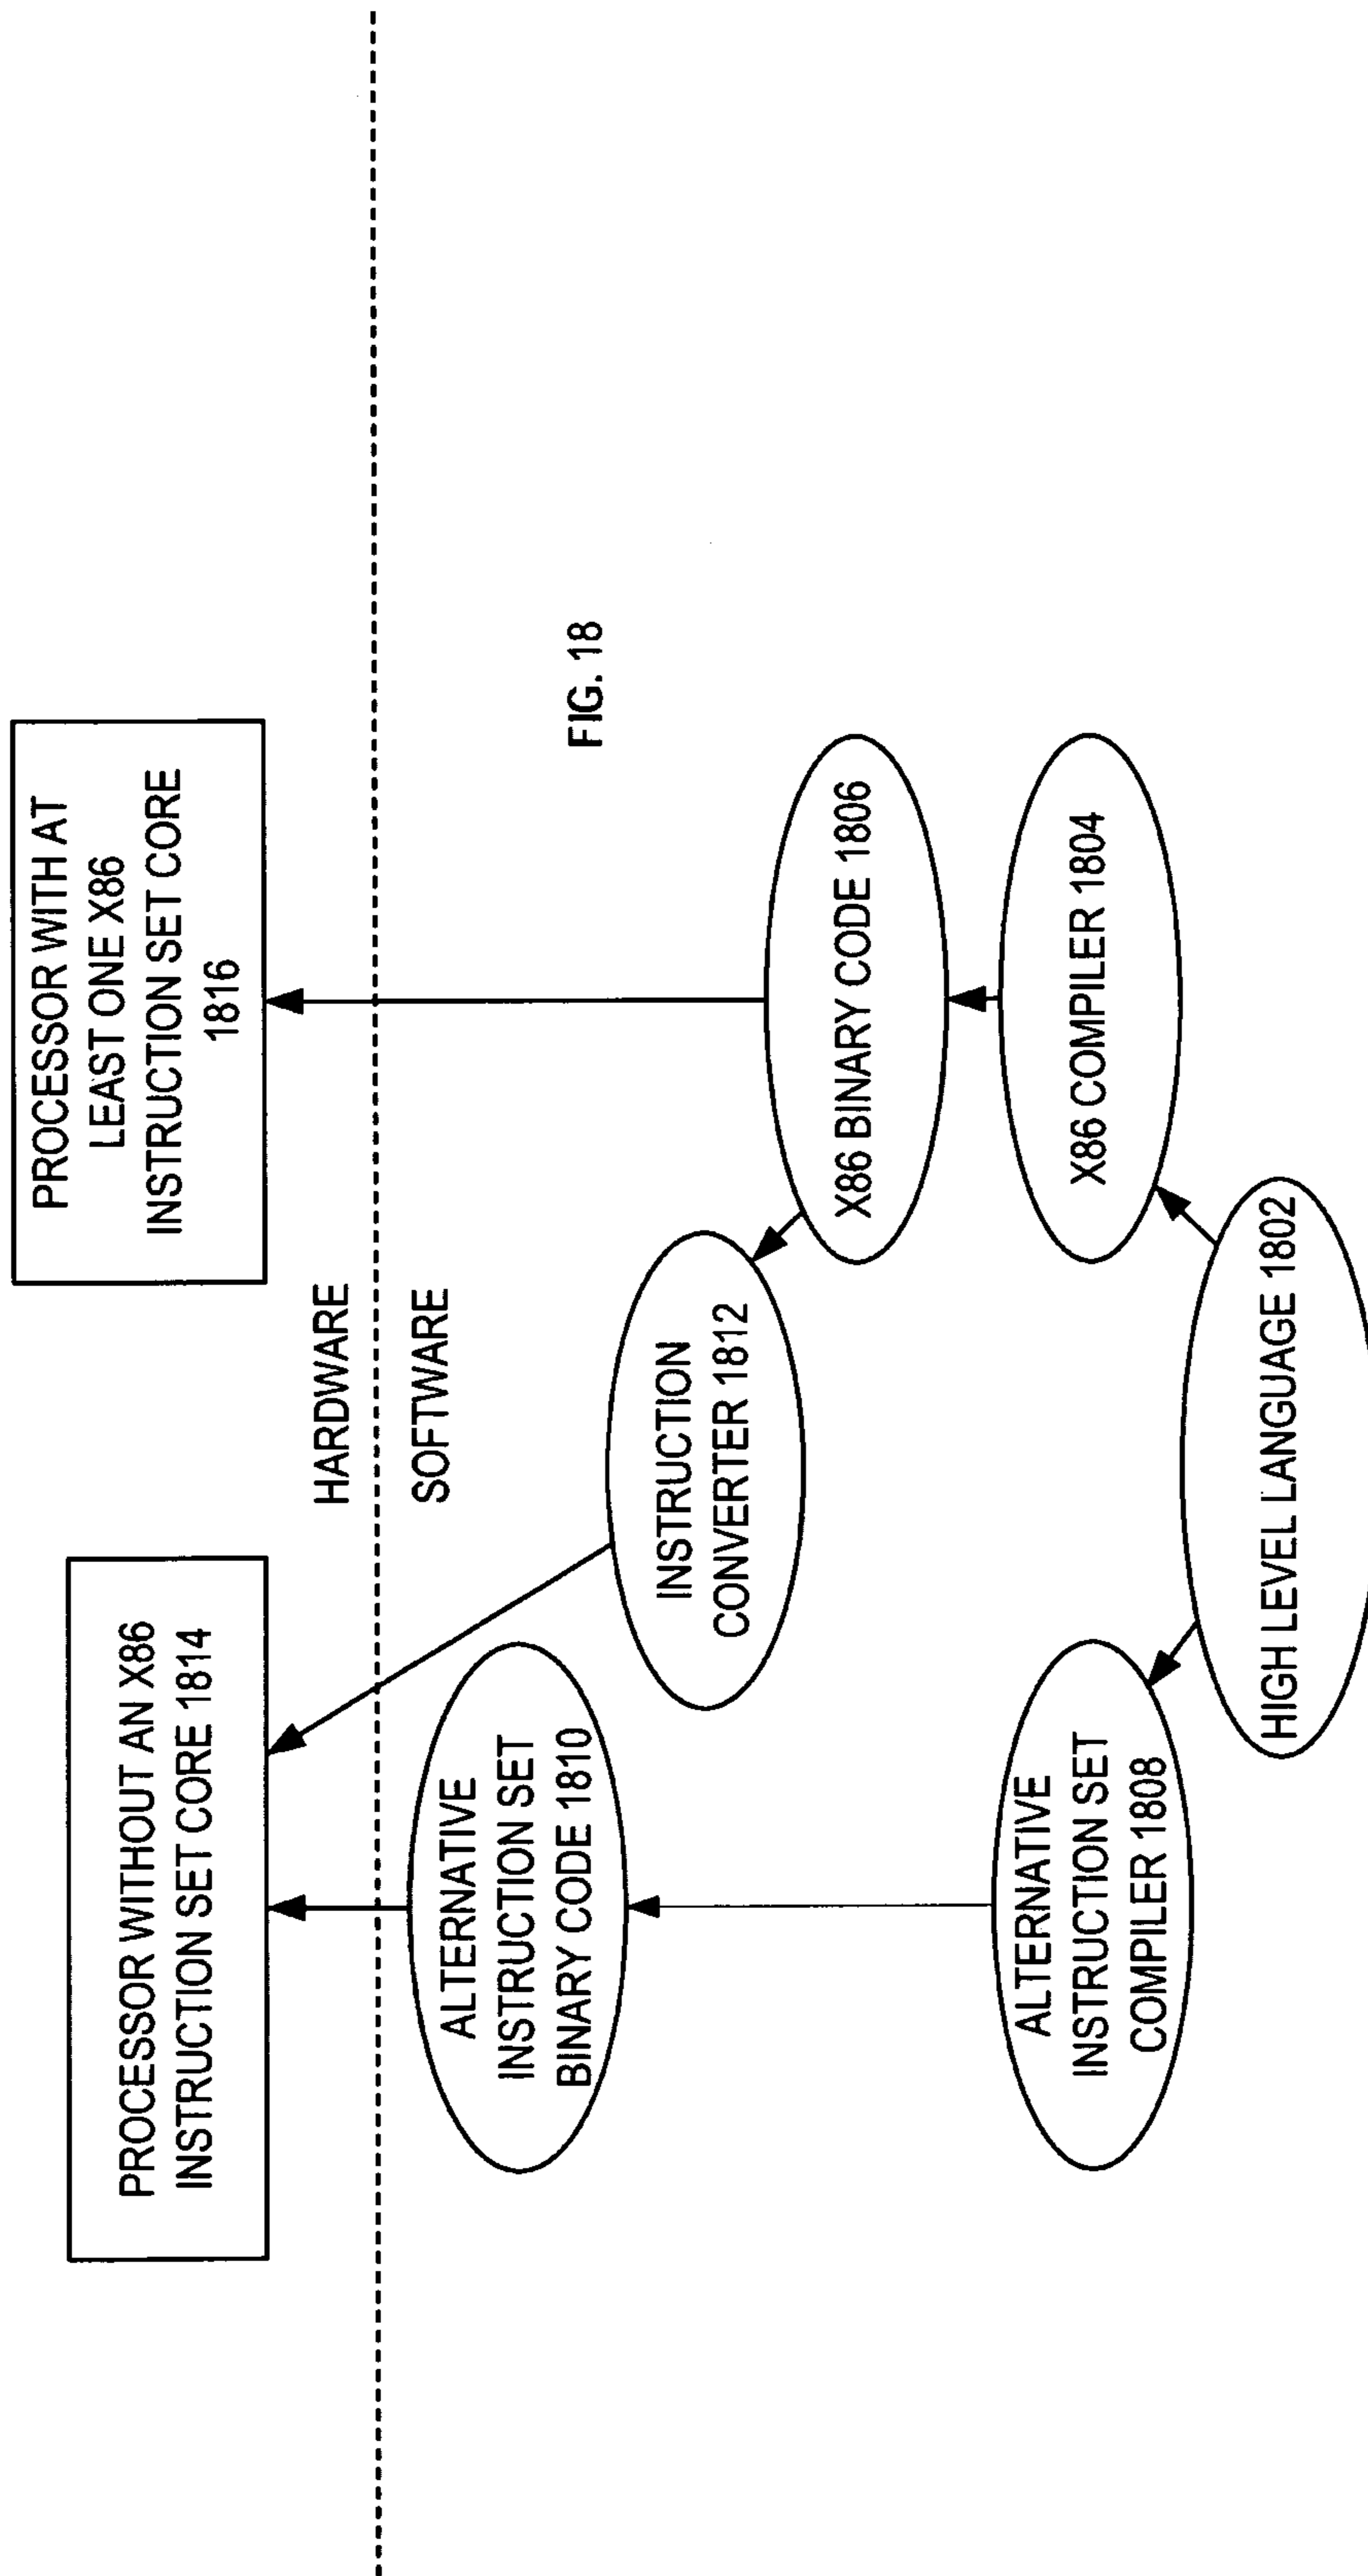 PROCESSOR WITHOUT AN X86
INSTRUCTION SET CORE 1814
PROCESSOR WITH AT
LEAST ONE X86
INSTRUCTION SET CORE
1816
HARDWARE
SOFTWARE
ALTERNATIVE
INSTRUCTION SET
BINARY CODE 1810
INSTRUCTION
CONVERTER 1812
FIG. 18
X86 BINARY CODE 1806
ALTERNATIVE
INSTRUCTION SET
COMPILER 1808
X86 COMPILER 1804
HIGH LEVEL LANGUAGE 1802